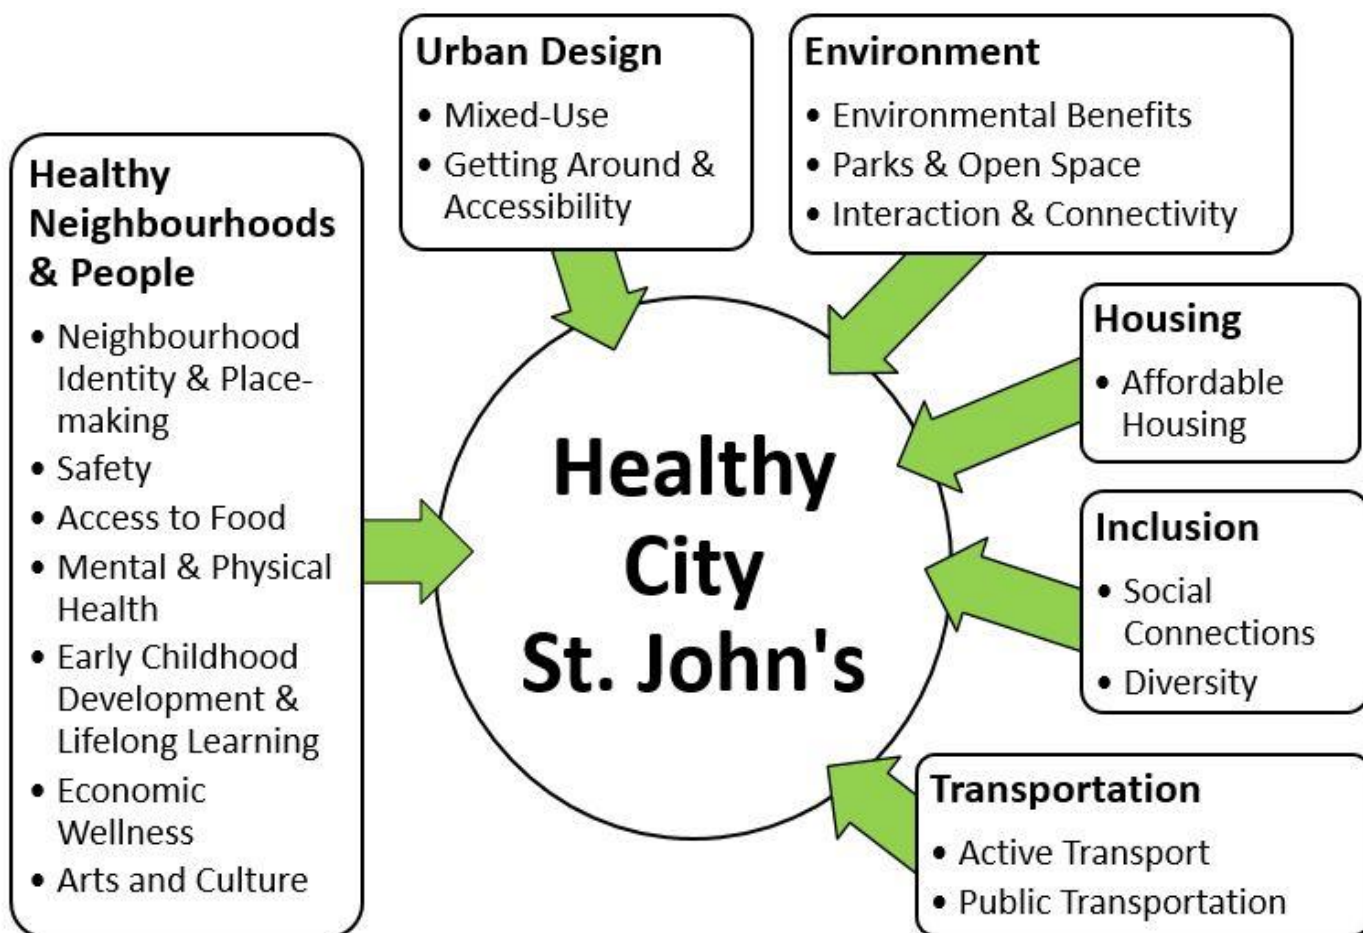 Urban Design
• Mixed-Use
• Getting Around &
Accessibility
Environment
• Environmental Benefits
• Parks & Open Space
• Interaction & Connectivity
Healthy
Neighbourhoods
& People
• Neighbourhood
Identity & Place-
making
• Safety
• Access to Food
• Mental & Physical
Health
• Early Childhood
Development &
Lifelong Learning
• Economic
Wellness
• Arts and Culture
Healthy
City
St. John's
Housing
• Affordable
Housing
Inclusion
• Social
Connections
• Diversity
Transportation
• Active Transport
• Public Transportation